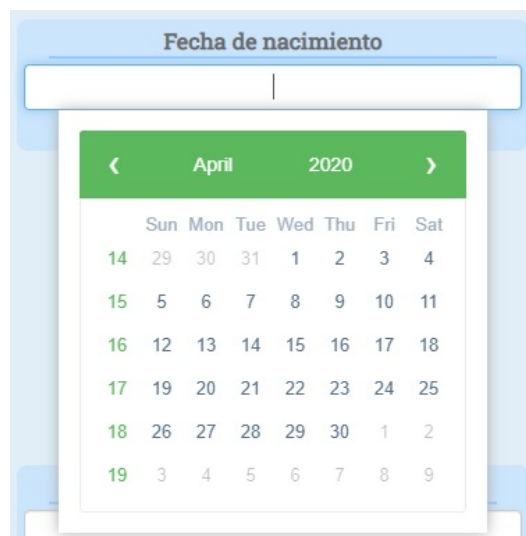 Fecha de nacimiento
❮ April 2020 ❯
Sun Mon Tue Wed Thu Fri Sat
14 29 30 31 1 2 3 4
15 5 6 7 8 9 10 11
16 12 13 14 15 16 17 18
17 19 20 21 22 23 24 25
18 26 27 28 29 30 1 2
19 3 4 5 6 7 8 9